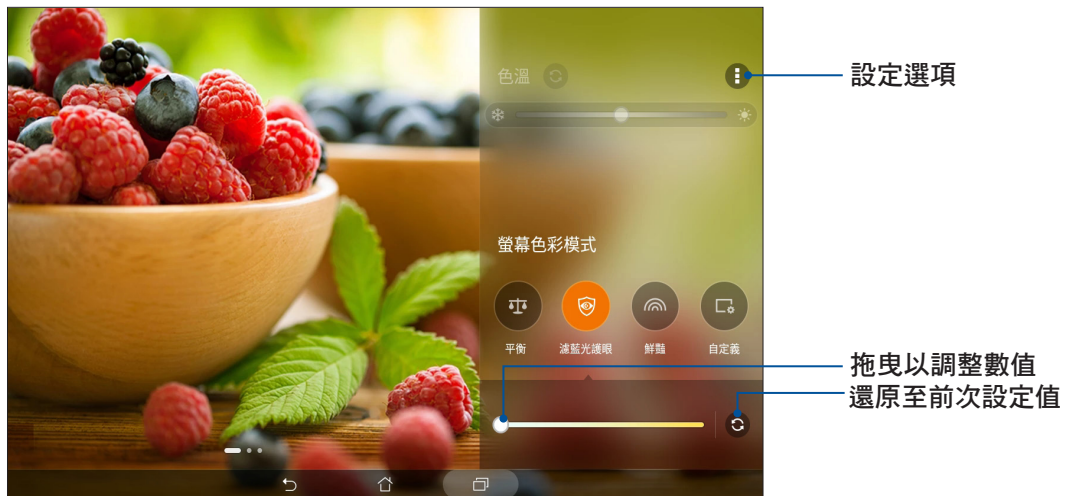 色溫
設定選項
螢幕色彩模式
平衡
濾藍光護眼
鮮豔
自定義
拖曳以調整數值
還原至前次設定值